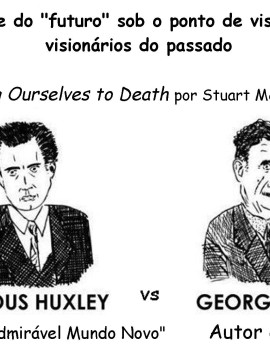 e do "futuro" sob o ponto de vis
visionários do passado
n Ourselves to Death por Stuart M
OUS HUXLEY vs GEORG
dmirável Mundo Novo" Autor